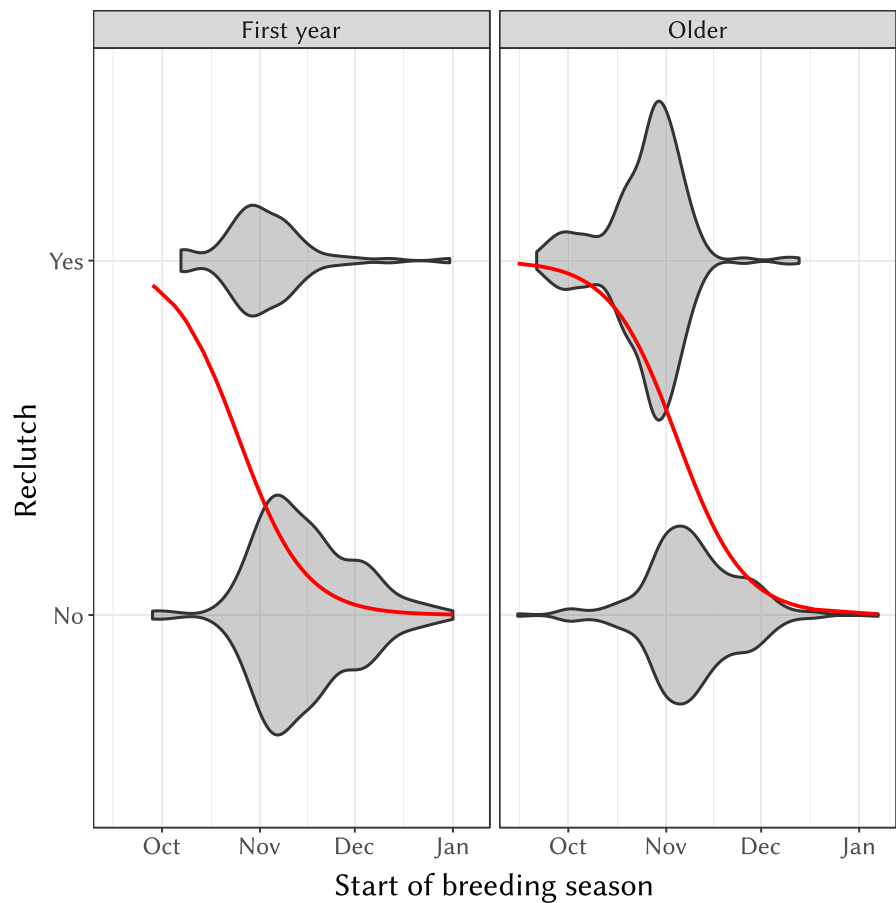 First year
Older
Yes
No
Reclutch
Oct Nov Dec Jan
Oct Nov Dec Jan
Start of breeding season